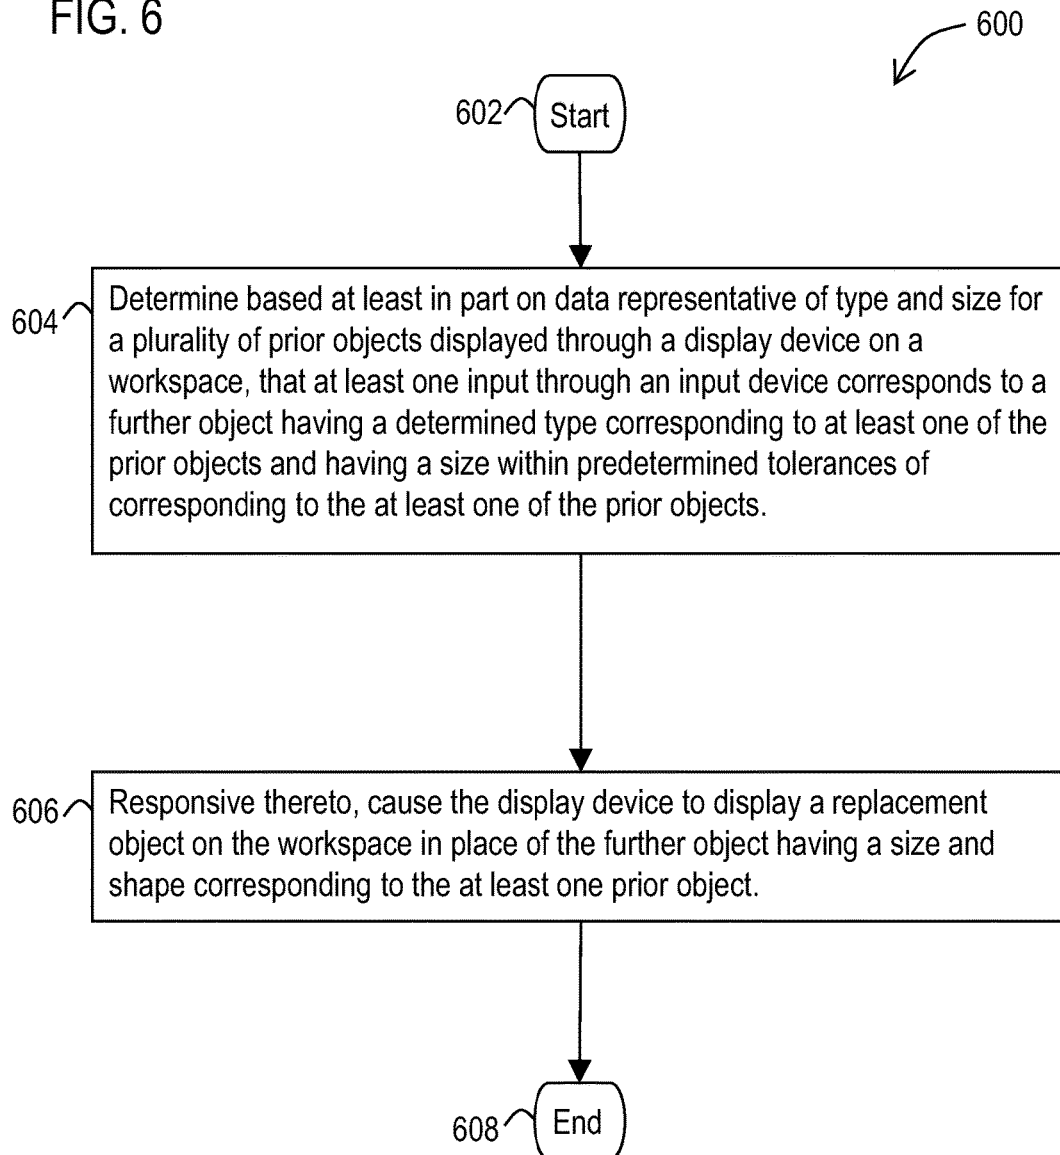 FIG. 6
600
602
Start
604
Determine based at least in part on data representative of type and size for
a plurality of prior objects displayed through a display device on a
workspace, that at least one input through an input device corresponds to a
further object having a determined type corresponding to at least one of the
prior objects and having a size within predetermined tolerances of
corresponding to the at least one of the prior objects.
606
Responsive thereto, cause the display device to display a replacement
object on the workspace in place of the further object having a size and
shape corresponding to the at least one prior object.
608
End